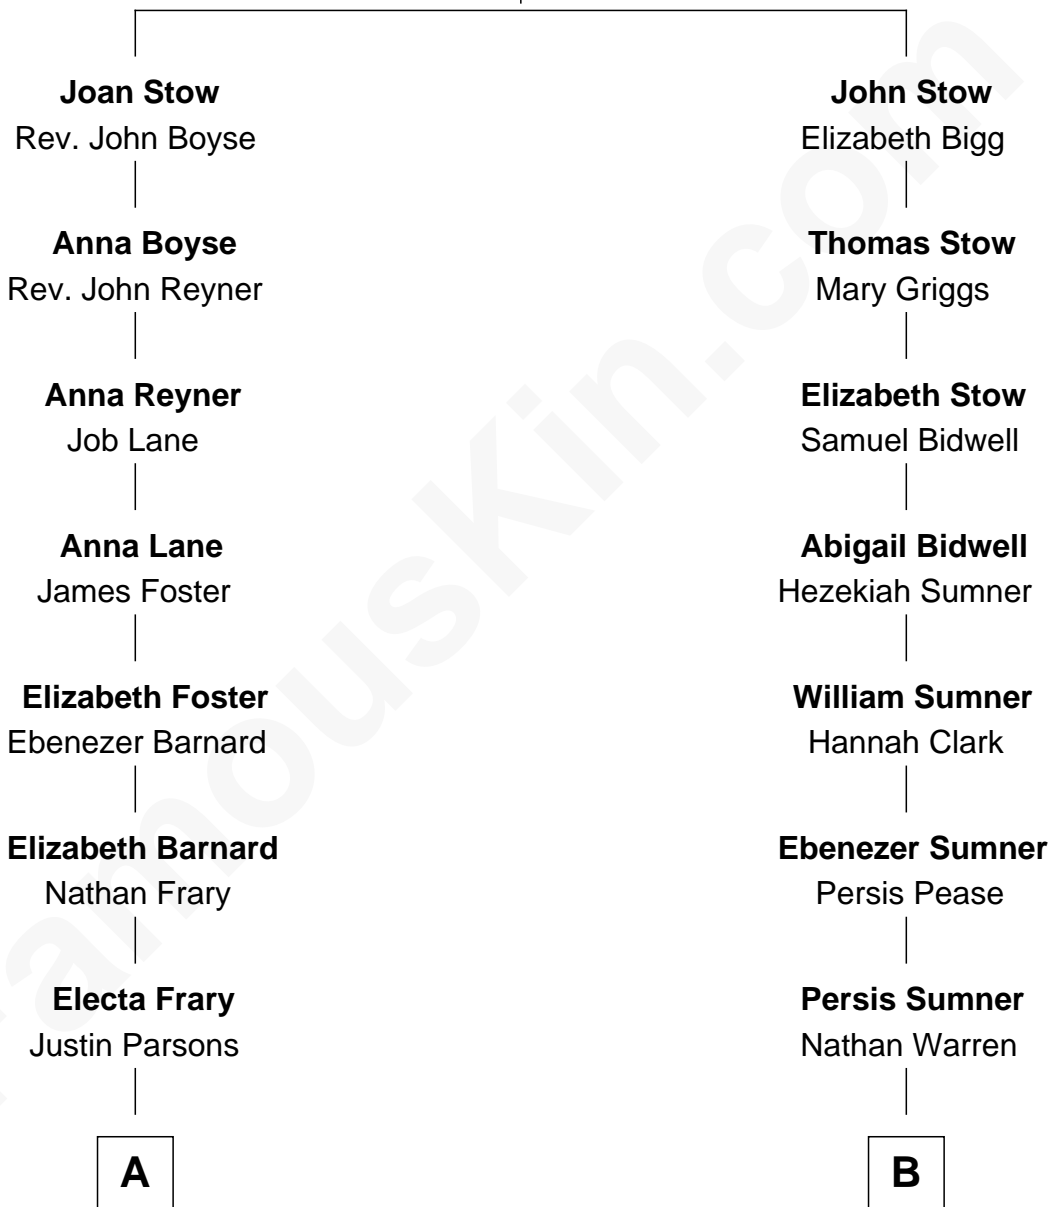 Joan Stow
Rev. John Boyse
Anna Boyse
Rev. John Reyner
Anna Reyner
Job Lane
Anna Lane
James Foster
Elizabeth Foster
Ebenezer Barnard
Elizabeth Barnard
Nathan Frary
Electa Frary
Justin Parsons
A
John Stow
Elizabeth Bigg
Thomas Stow
Mary Griggs
Elizabeth Stow
Samuel Bidwell
Abigail Bidwell
Hezekiah Sumner
William Sumner
Hannah Clark
Ebenezer Sumner
Persis Pease
Persis Sumner
Nathan Warren
B
FamousKin.com